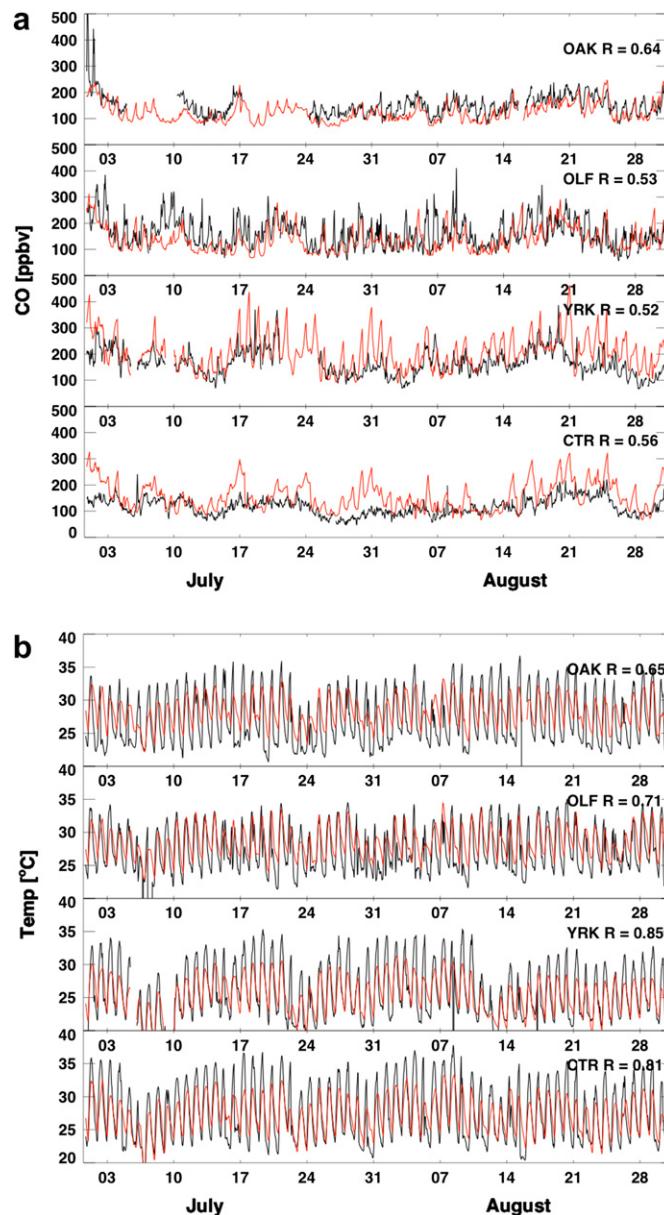 a
500
OAK R = 0.64
400
300
200
100
03 10 17 24 31 07 14 21 28
500
OLF R = 0.53
400
300
200
100
03 10 17 24 31 07 14 21 28
500
YRK R = 0.52
400
300
200
100
03 10 17 24 31 07 14 21 28
500
CTR R = 0.56
400
300
200
100
0
03 10 17 24 31 07 14 21 28
CO [ppbv]
July August
b
40
OAK R = 0.65
35
30
25
03 10 17 24 31 07 14 21 28
40
OLF R = 0.71
35
30
25
03 10 17 24 31 07 14 21 28
40
YRK R = 0.85
35
30
25
03 10 17 24 31 07 14 21 28
40
CTR R = 0.81
35
30
25
20
03 10 17 24 31 07 14 21 28
Temp [°C]
July August